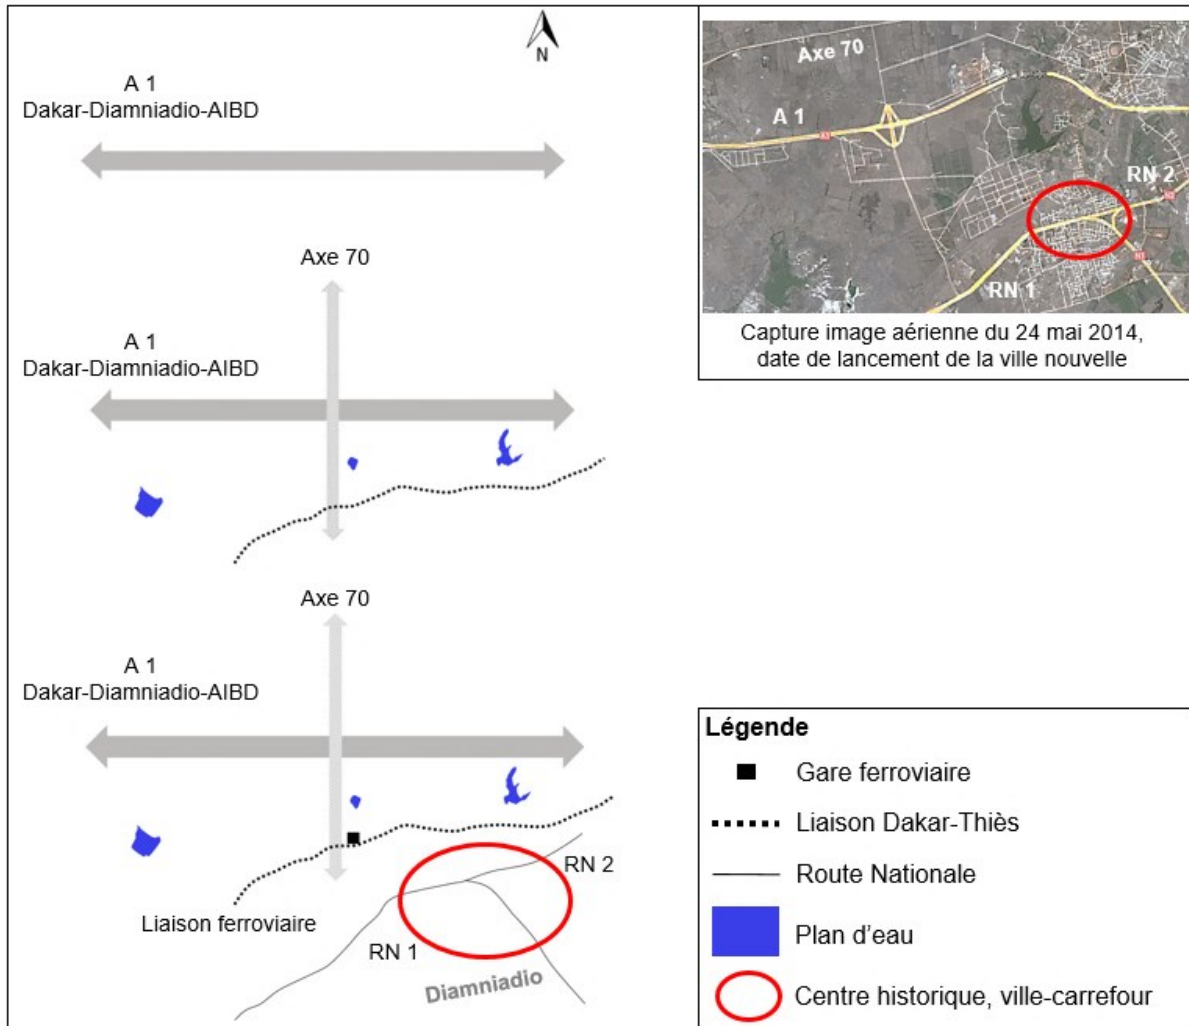 N
A 1
Dakar-Diamniadio-AIBD
Axe 70
A 1
Dakar-Diamniadio-AIBD
Axe 70
A 1
Dakar-Diamniadio-AIBD
Liaison ferroviaire
RN 1
RN 2
Diamniadio
Axe 70
A 1
A1
RN 2
N2
RN 1
N1
Capture image aérienne du 24 mai 2014,
date de lancement de la ville nouvelle
Légende
Gare ferroviaire
Liaison Dakar-Thiès
Route Nationale
Plan d'eau
Centre historique, ville-carrefour